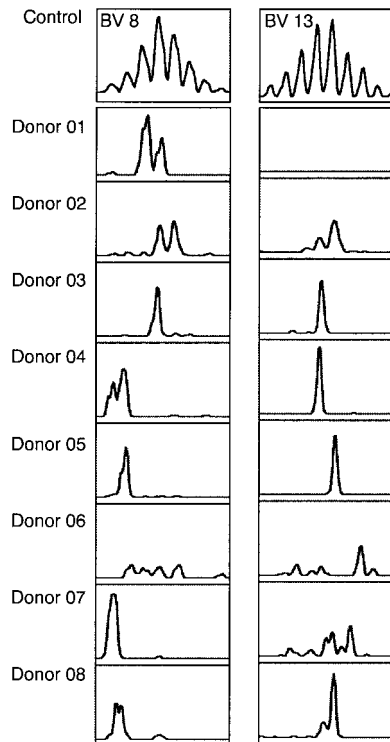 Control BV 8 BV 13
Donor 01
Donor 02
Donor 03
Donor 04
Donor 05
Donor 06
Donor 07
Donor 08